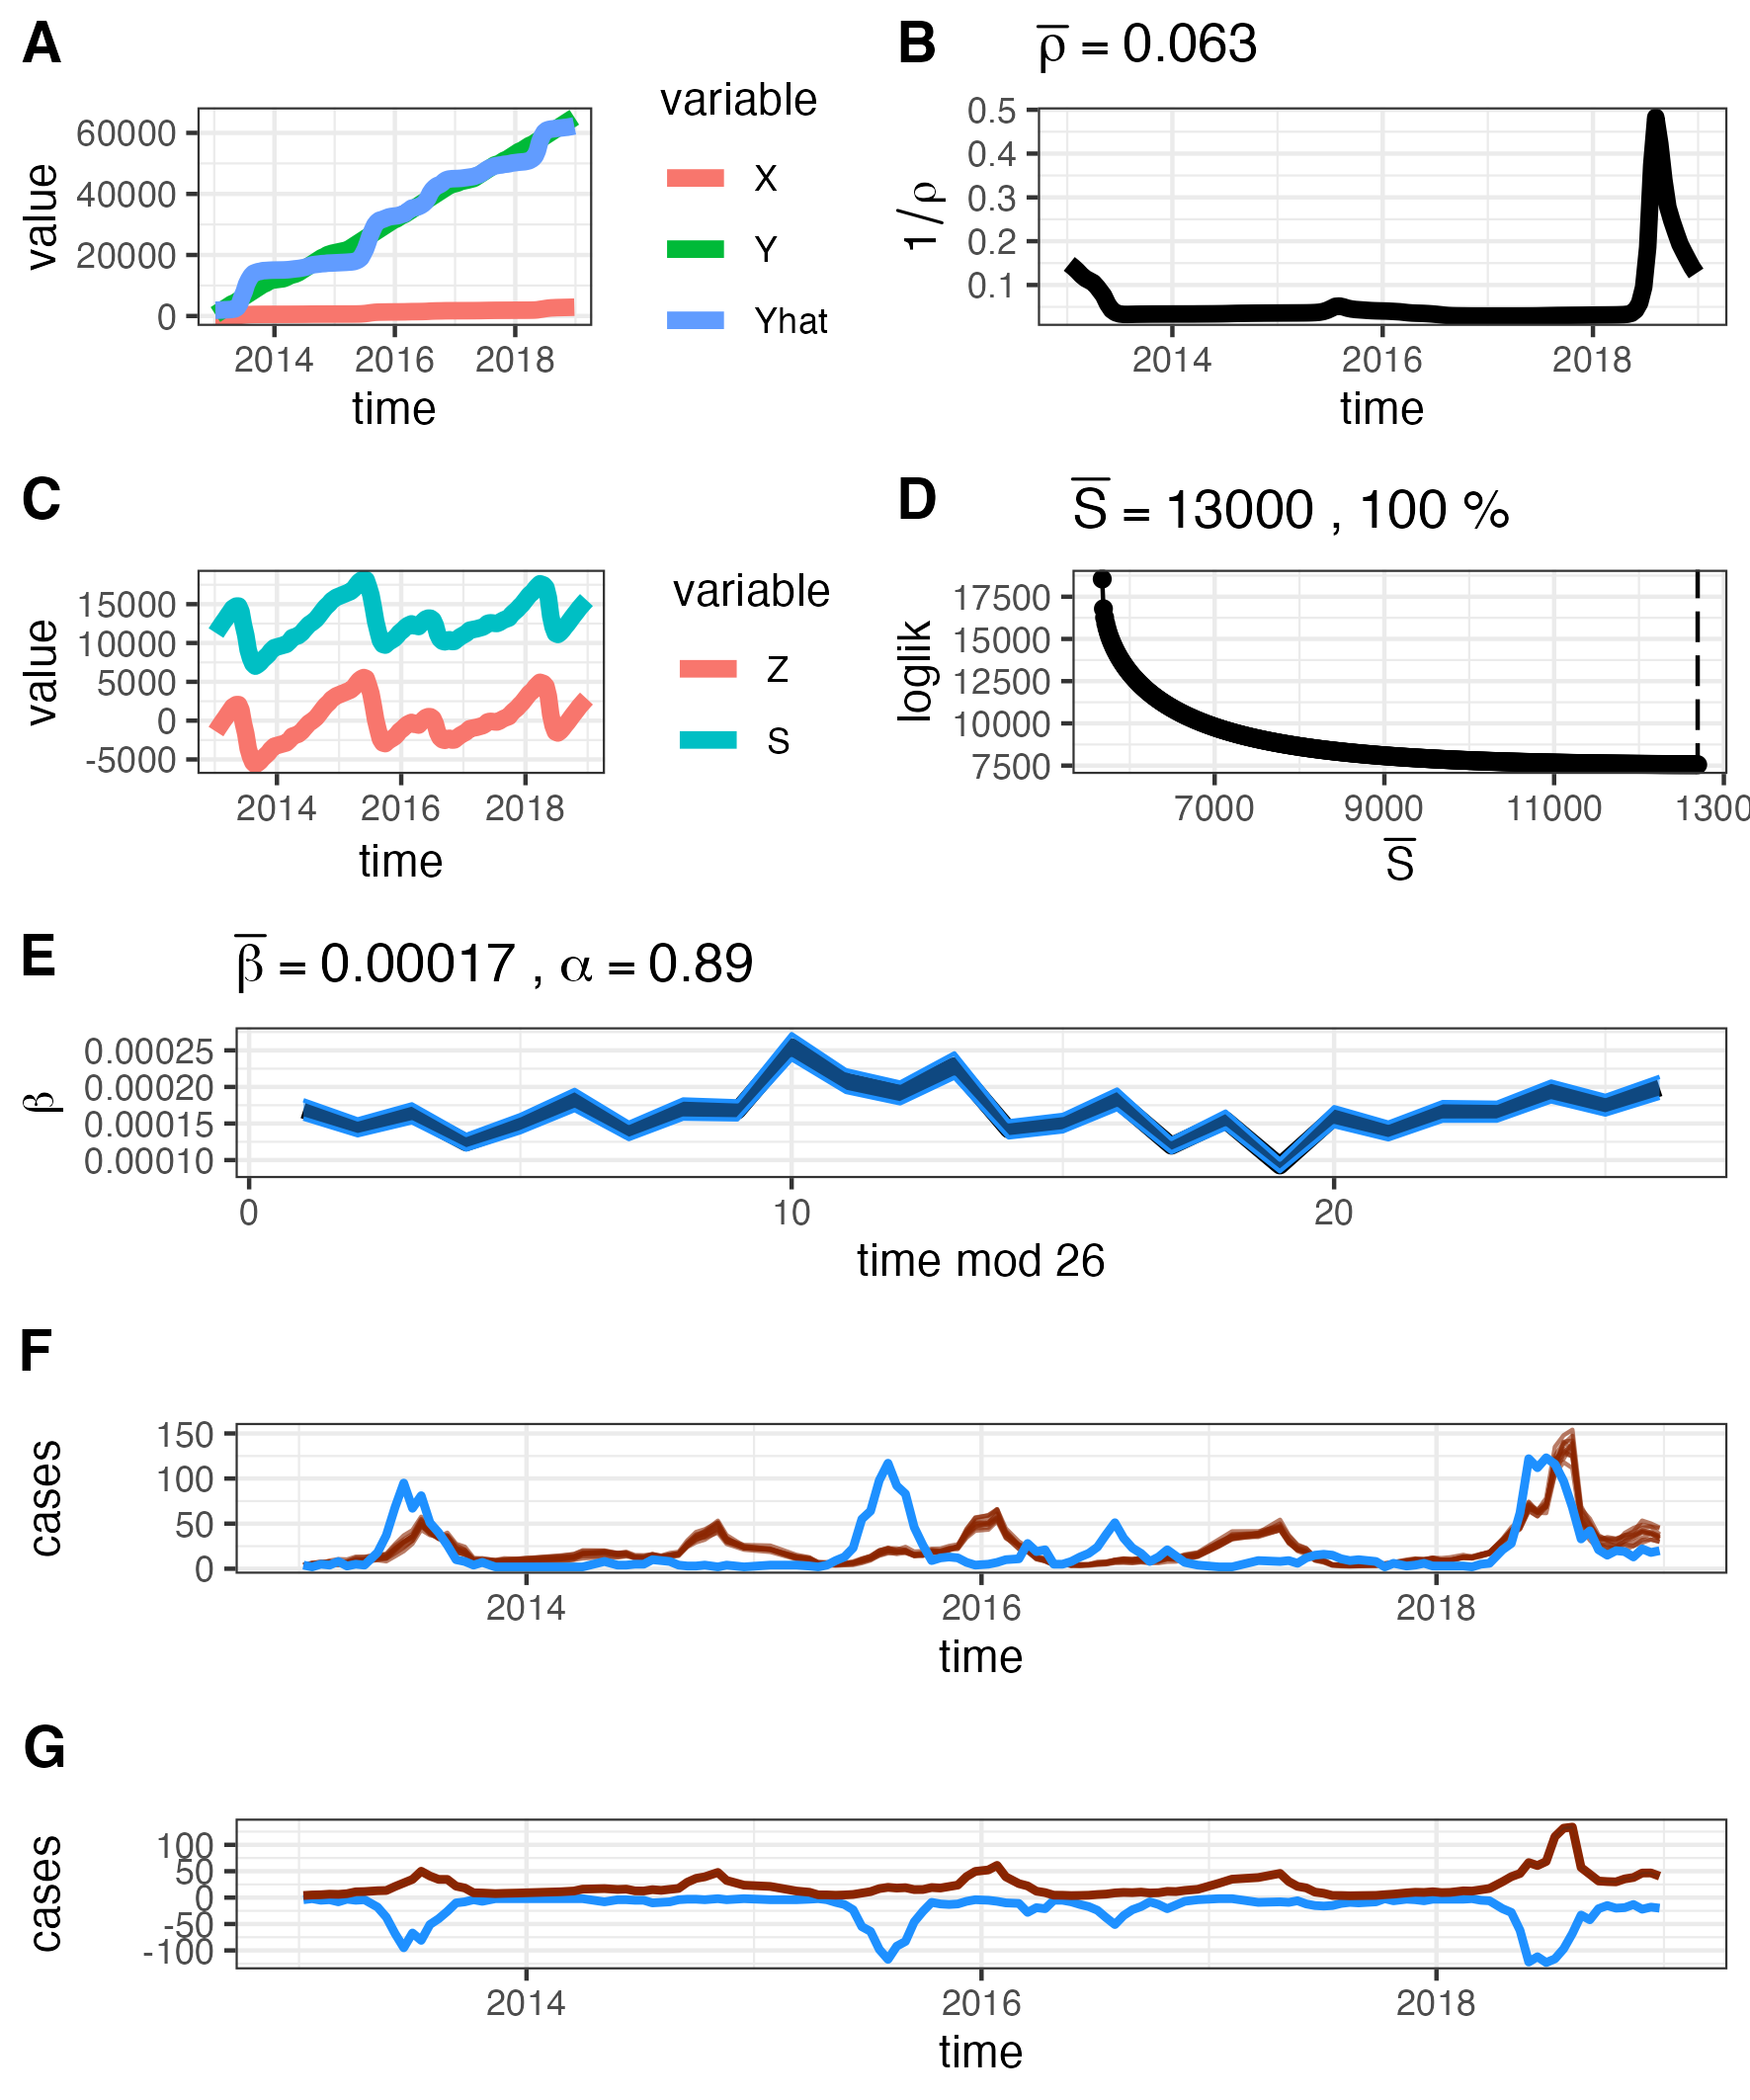 A
variable
X
Y
Yhat
value
60000
40000
20000
0
2014 2016 2018
time
B
ρ = 0.063
1/ρ
0.5
0.4
0.3
0.2
0.1
2014 2016 2018
time
C
variable
Z
S
value
15000
10000
5000
0
-5000
2014 2016 2018
time
D
S = 13000 , 100 %
loglik
17500
15000
12500
10000
7500
7000 9000 11000 1300
S
E
β = 0.00017 , α = 0.89
β
0.00025
0.00020
0.00015
0.00010
0 10 20
time mod 26
F
cases
150
100
50
0
2014 2016 2018
time
G
cases
100
50
0
-50
-100
2014 2016 2018
time